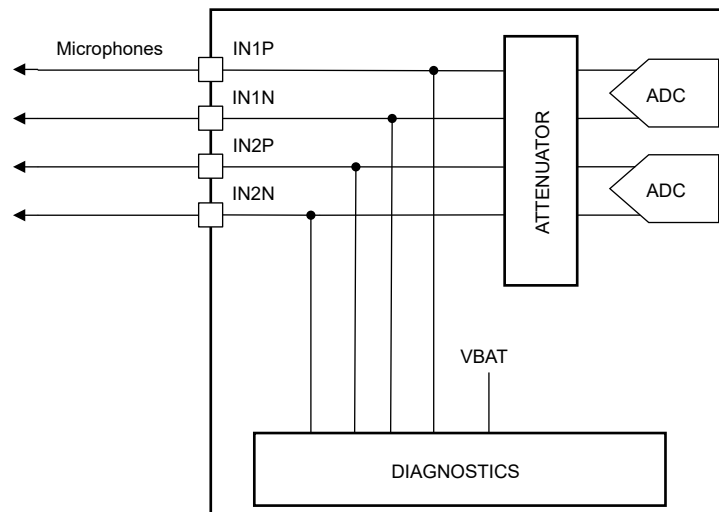 Microphones
IN1P
IN1N
IN2P
IN2N
ATTENUATOR
ADC
ADC
VBAT
DIAGNOSTICS